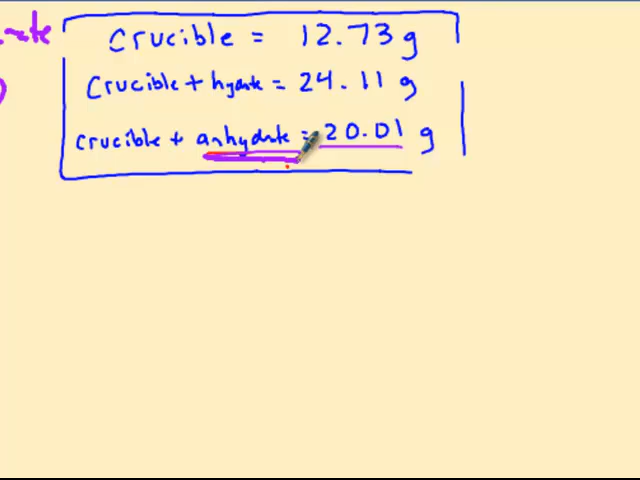 Crucible = 12.73 g
Crucible + hydrate = 24.11 g
crucible + anhydrate = 20.01 g